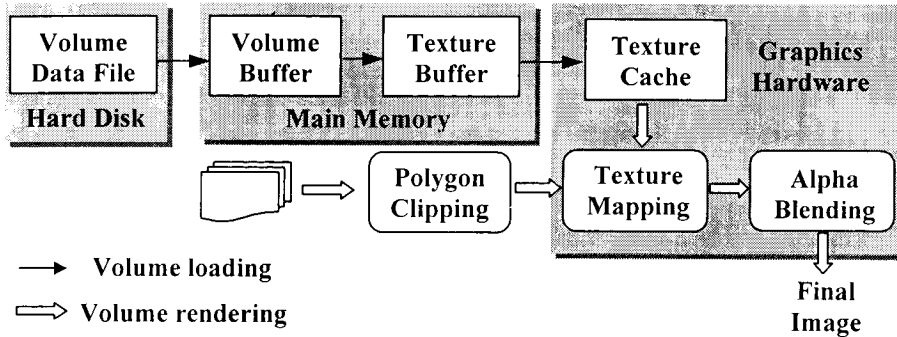 Volume
Data File
Hard Disk
Volume
Buffer
Texture
Buffer
Main Memory
Texture
Cache
Graphics
Hardware
Polygon
Clipping
Texture
Mapping
Alpha
Blending
Volume loading
Volume rendering
Final
Image